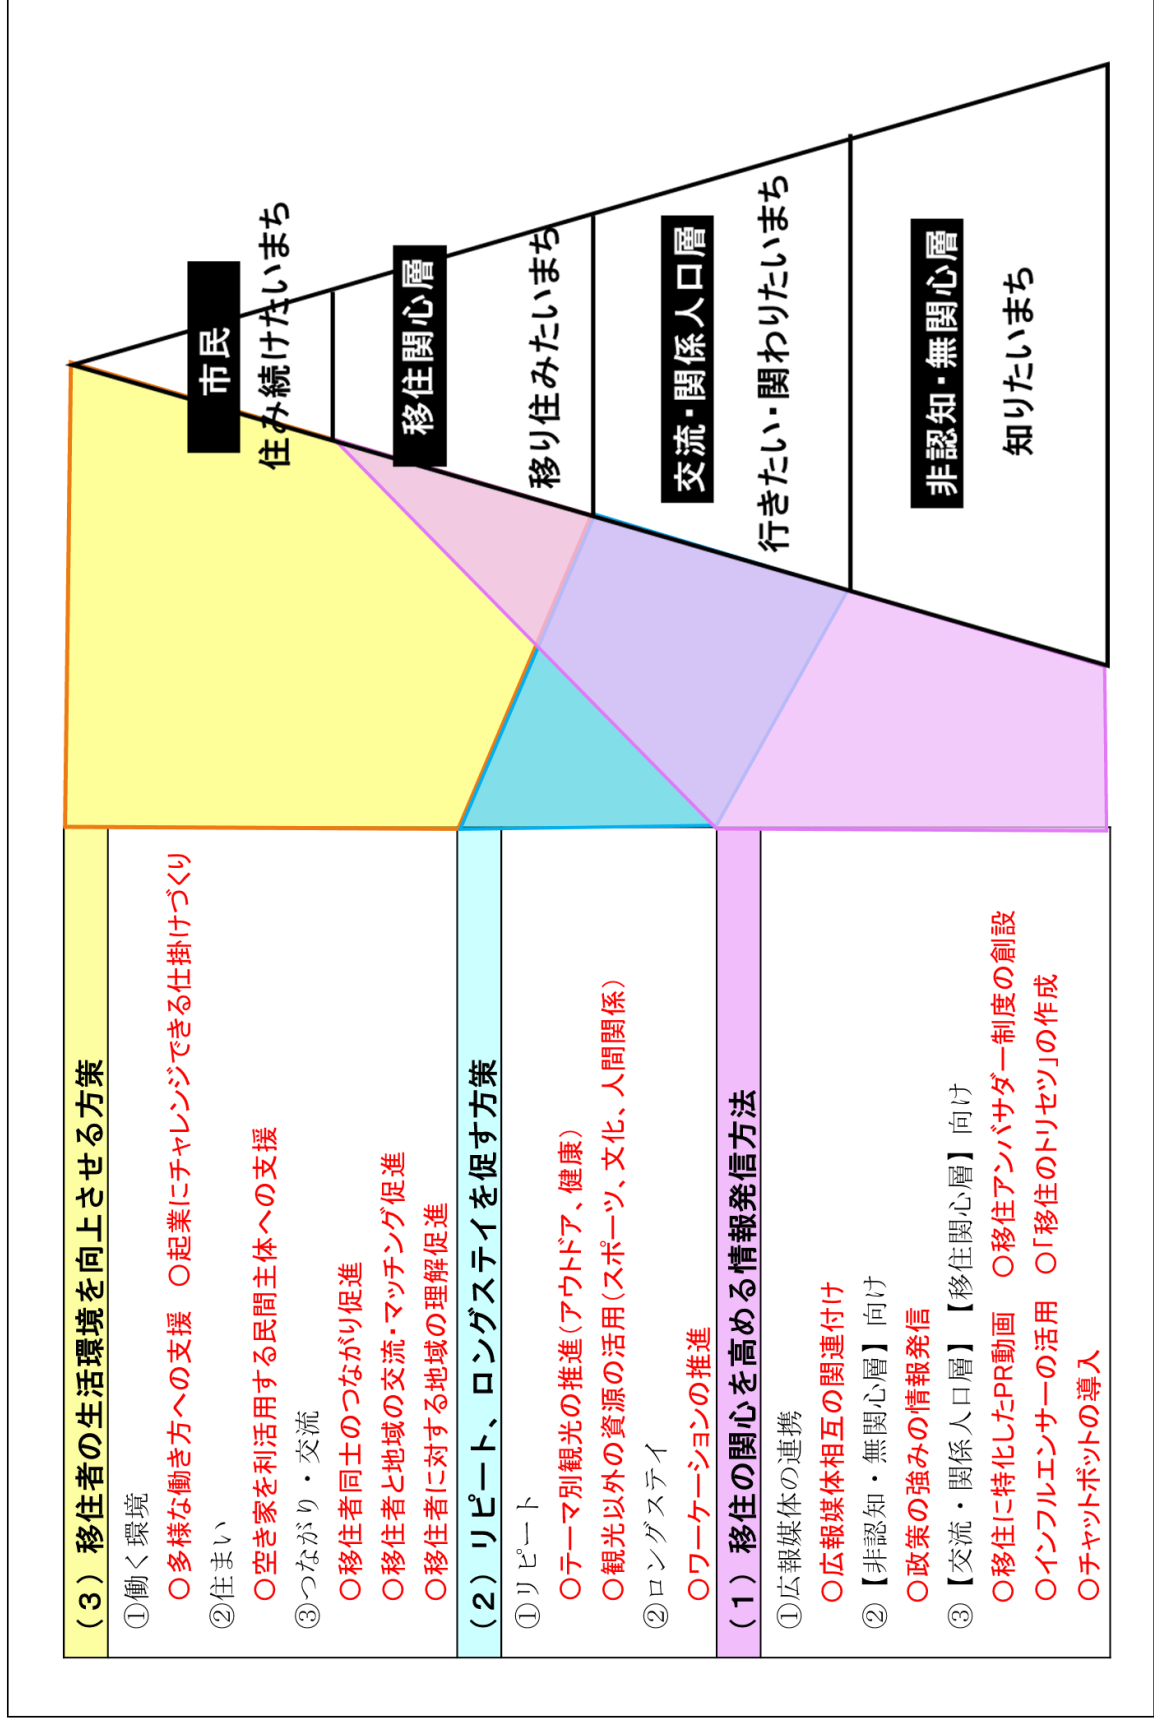 （３）移住者の生活環境を向上させる方策
①働く環境
○多様な働き方への支援　○起業にチャレンジできる仕掛けづくり
②住まい
○空き家を利活用する民間主体への支援
③つながり・交流
○移住者同士のつながり促進
○移住者と地域の交流・マッチング促進
○移住者に対する地域の理解促進
（２）リピート、ロングステイを促す方策
①リピート
○テーマ別観光の推進（アウトドア、健康）
○観光以外の資源の活用（スポーツ、文化、人間関係）
②ロングステイ
○ワーケーションの推進
（１）移住の関心を高める情報発信方法
①広報媒体の連携
○広報媒体相互の関連付け
②【非認知・無関心層】向け
○政策の強みの情報発信
③【交流・関係人口層】【移住関心層】向け
○移住に特化したPR動画　○移住アンバサダー制度の創設
○インフルエンサーの活用　○「移住のトリセツ」の作成
○チャットボットの導入
市民
住み続けたいまち
移住関心層
移り住みたいまち
交流・関係人口層
行きたい・関わりたいまち
非認知・無関心層
知りたいまち